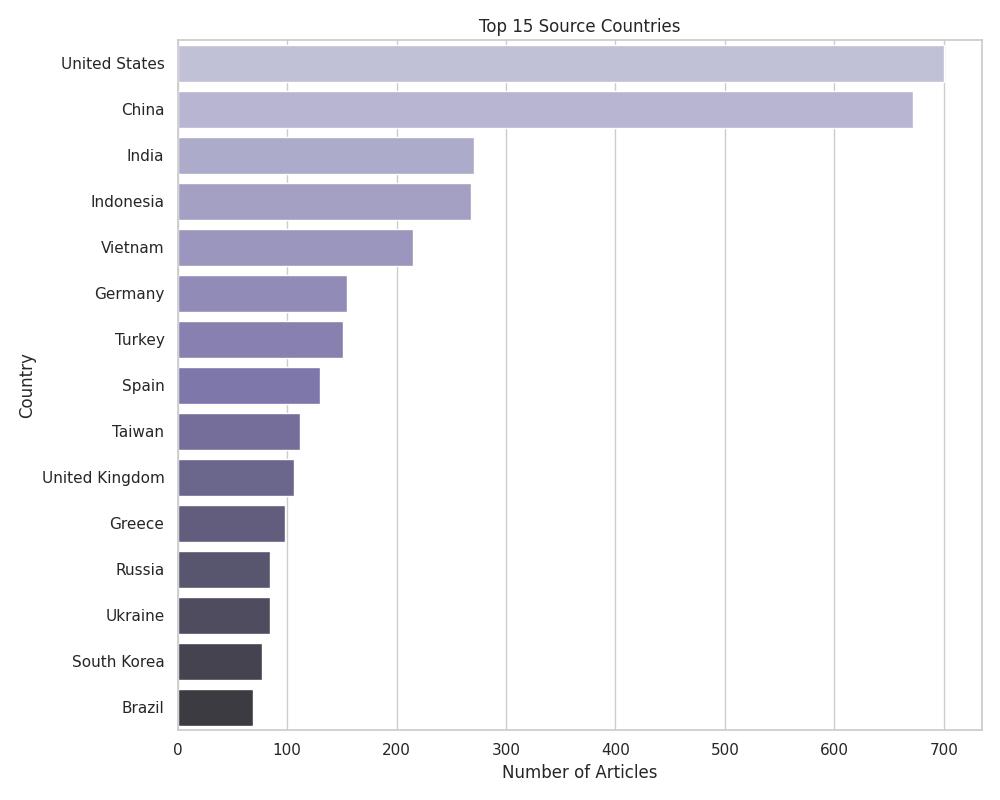 Top 15 Source Countries
Country
United States
China
India
Indonesia
Vietnam
Germany
Turkey
Spain
Taiwan
United Kingdom
Greece
Russia
Ukraine
South Korea
Brazil
0 100 200 300 400 500 600 700
Number of Articles